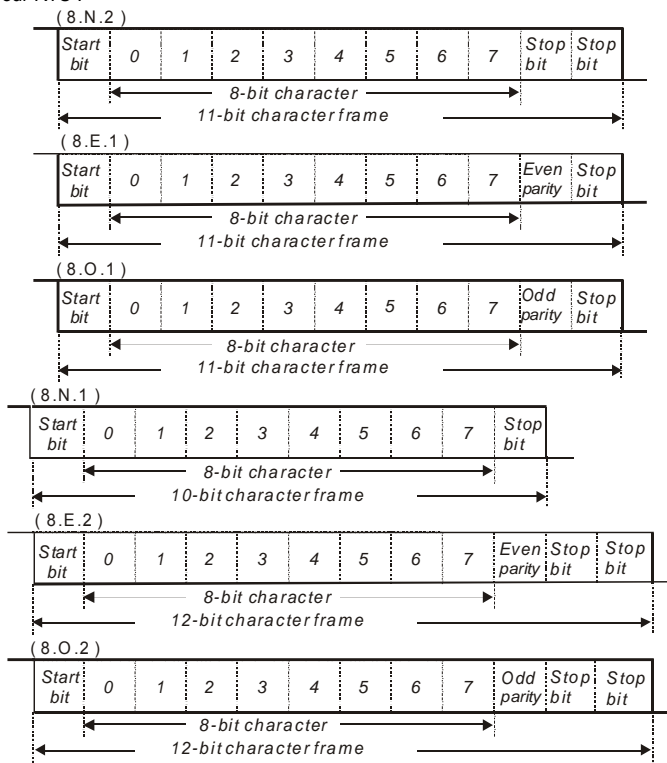 (8.N.2)
Start bit 0 1 2 3 4 5 6 7 Stop bit Stop bit
8-bit character
11-bit character frame
(8.E.1)
Start bit 0 1 2 3 4 5 6 7 Even parity Stop bit
8-bit character
11-bit character frame
(8.O.1)
Start bit 0 1 2 3 4 5 6 7 Odd parity Stop bit
8-bit character
11-bit character frame
(8.N.1)
Start bit 0 1 2 3 4 5 6 7 Stop bit
8-bit character
10-bit character frame
(8.E.2)
Start bit 0 1 2 3 4 5 6 7 Even parity Stop bit Stop bit
8-bit character
12-bit character frame
(8.O.2)
Start bit 0 1 2 3 4 5 6 7 Odd parity Stop bit Stop bit
8-bit character
12-bit character frame